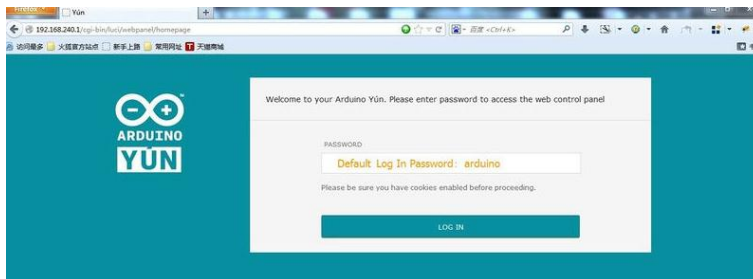 Firefox
Yún
192.168.240.1/cgi-bin/luci/webpanel/homepage
百度 <Ctrl+K>
访问最多 火狐官方站点 新手上路 常用网址 天猫商城
Welcome to your Arduino Yún. Please enter password to access the web control panel
ARDUINO
YÚN
PASSWORD
Default Log In Password: arduino
Please be sure you have cookies enabled before proceeding.
LOG IN